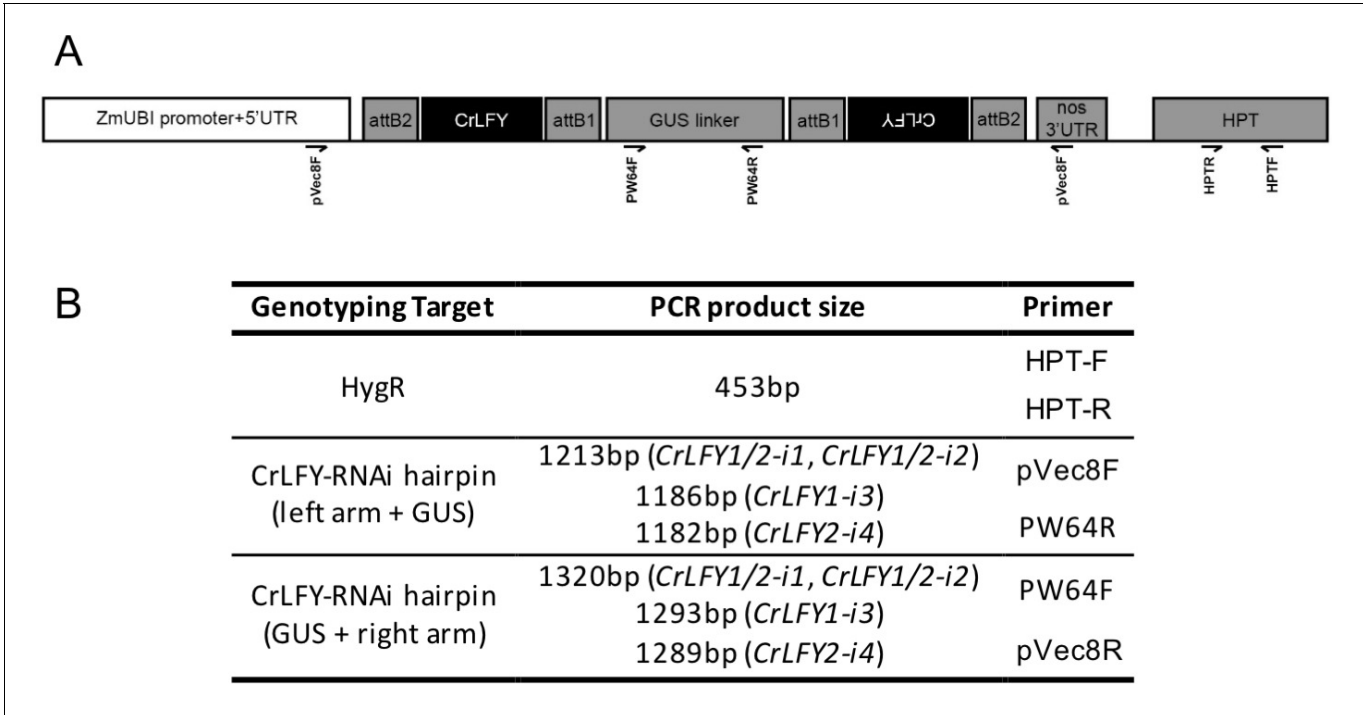 A
ZmUBI promoter+5'UTR
attB2
CrLFY
attB1
GUS linker
attB1
CrLFY
attB2
nos
3'UTR
HPT
pVec8F
PW64F
PW64R
pVec8F
HPTR
HPTF
B
Genotyping Target PCR product size Primer
HygR 453bp HPT-F
HPT-R
CrLFY-RNAi hairpin
(left arm + GUS)
1213bp (CrLFY1/2-i1, CrLFY1/2-i2)
1186bp (CrLFY1-i3)
1182bp (CrLFY2-i4)
pVec8F
PW64R
CrLFY-RNAi hairpin
(GUS + right arm)
1320bp (CrLFY1/2-i1, CrLFY1/2-i2)
1293bp (CrLFY1-i3)
1289bp (CrLFY2-i4)
PW64F
pVec8R